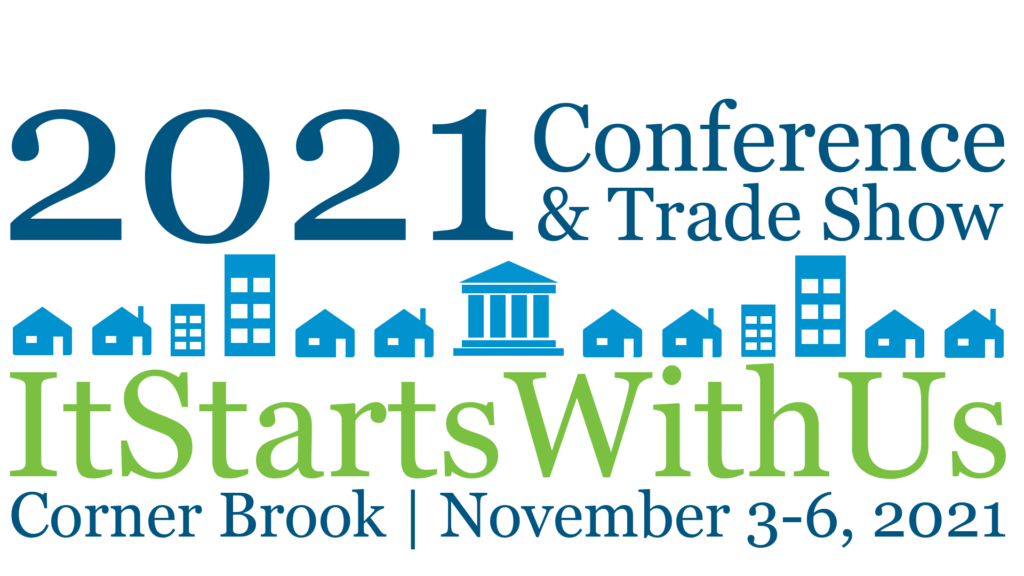 2021 Conference
& Trade Show
ItStartsWithUs
Corner Brook | November 3-6, 2021